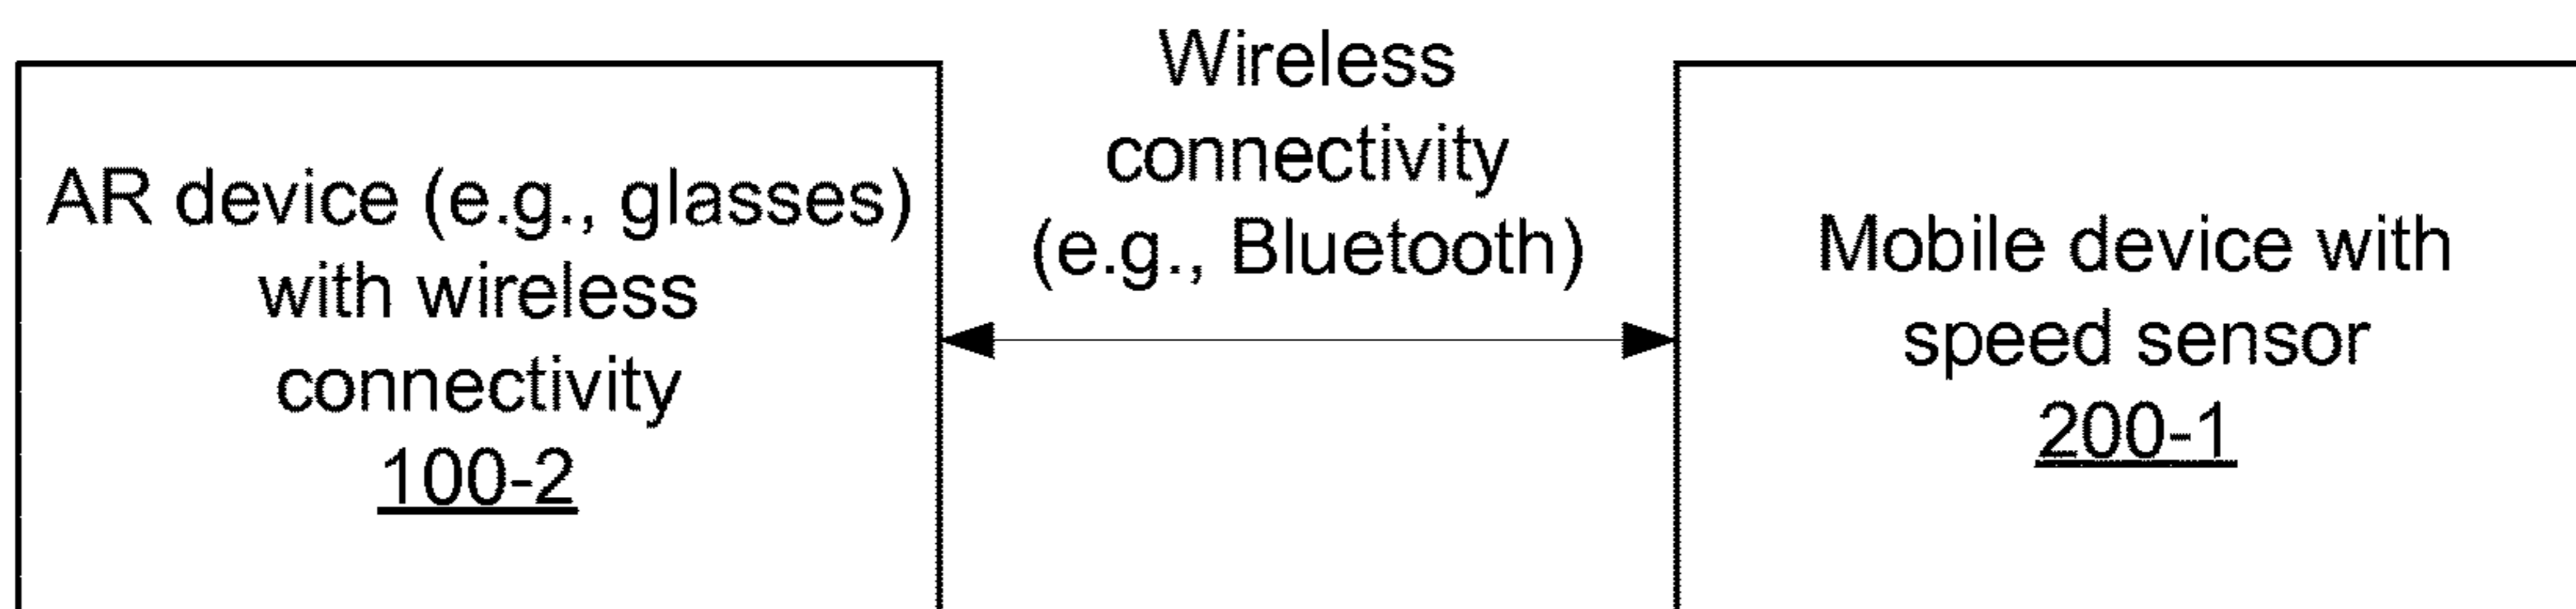 AR device (e.g., glasses)
with wireless
connectivity
100-2
Wireless
connectivity
(e.g., Bluetooth)
Mobile device with
speed sensor
200-1